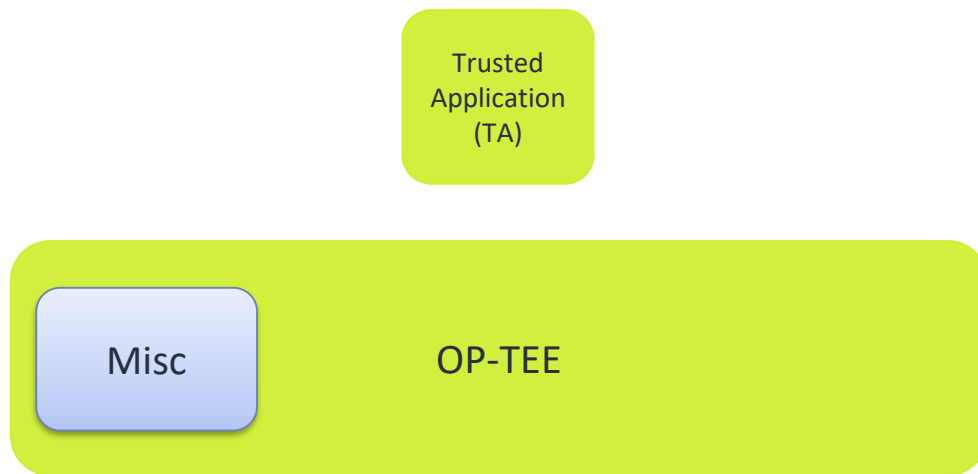 Trusted
Application
(TA)
Misc
OP-TEE